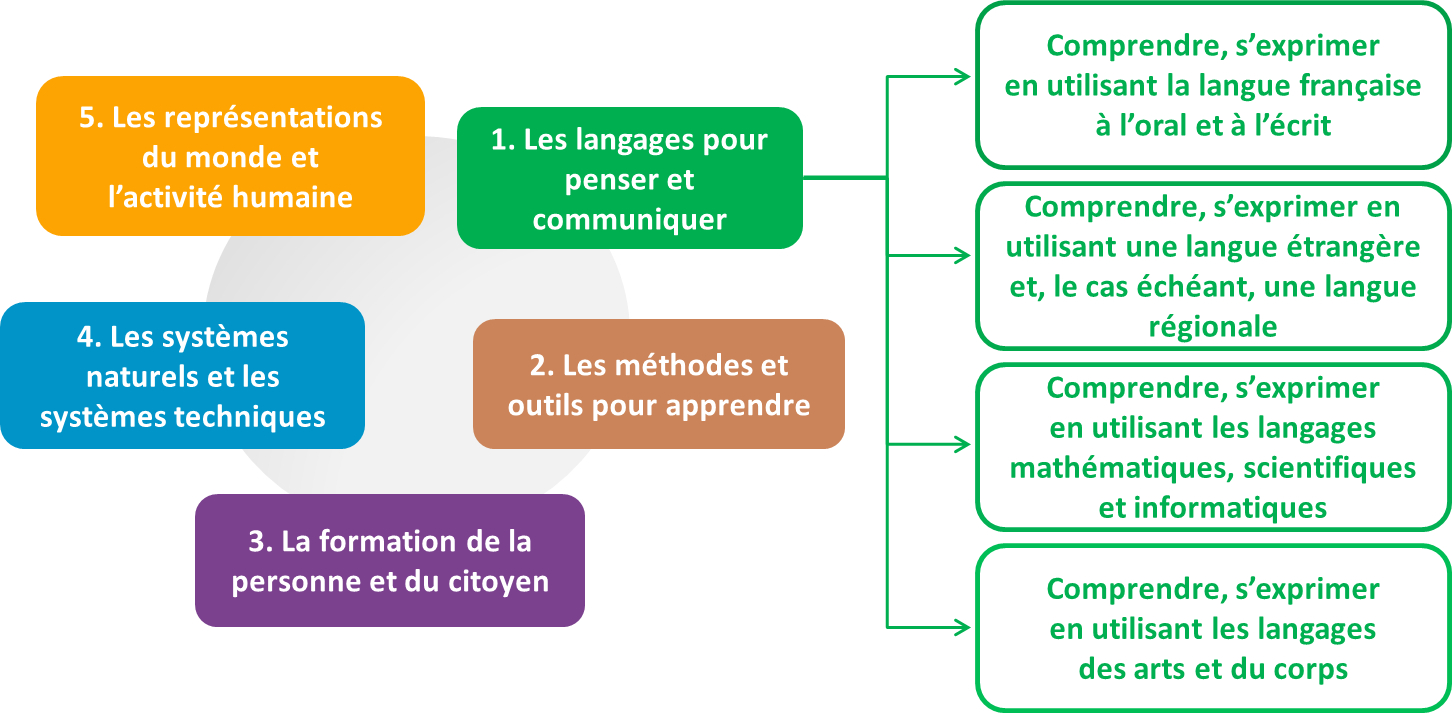 5. Les représentations
du monde et
l’activité humaine
1. Les langages pour
penser et
communiquer
4. Les systèmes
naturels et les
systèmes techniques
2. Les méthodes et
outils pour apprendre
3. La formation de la
personne et du citoyen
Comprendre, s’exprimer
en utilisant la langue française
à l’oral et à l’écrit
Comprendre, s’exprimer en
utilisant une langue étrangère
et, le cas échéant, une langue
régionale
Comprendre, s’exprimer
en utilisant les langages
mathématiques, scientifiques
et informatiques
Comprendre, s’exprimer
en utilisant les langages
des arts et du corps